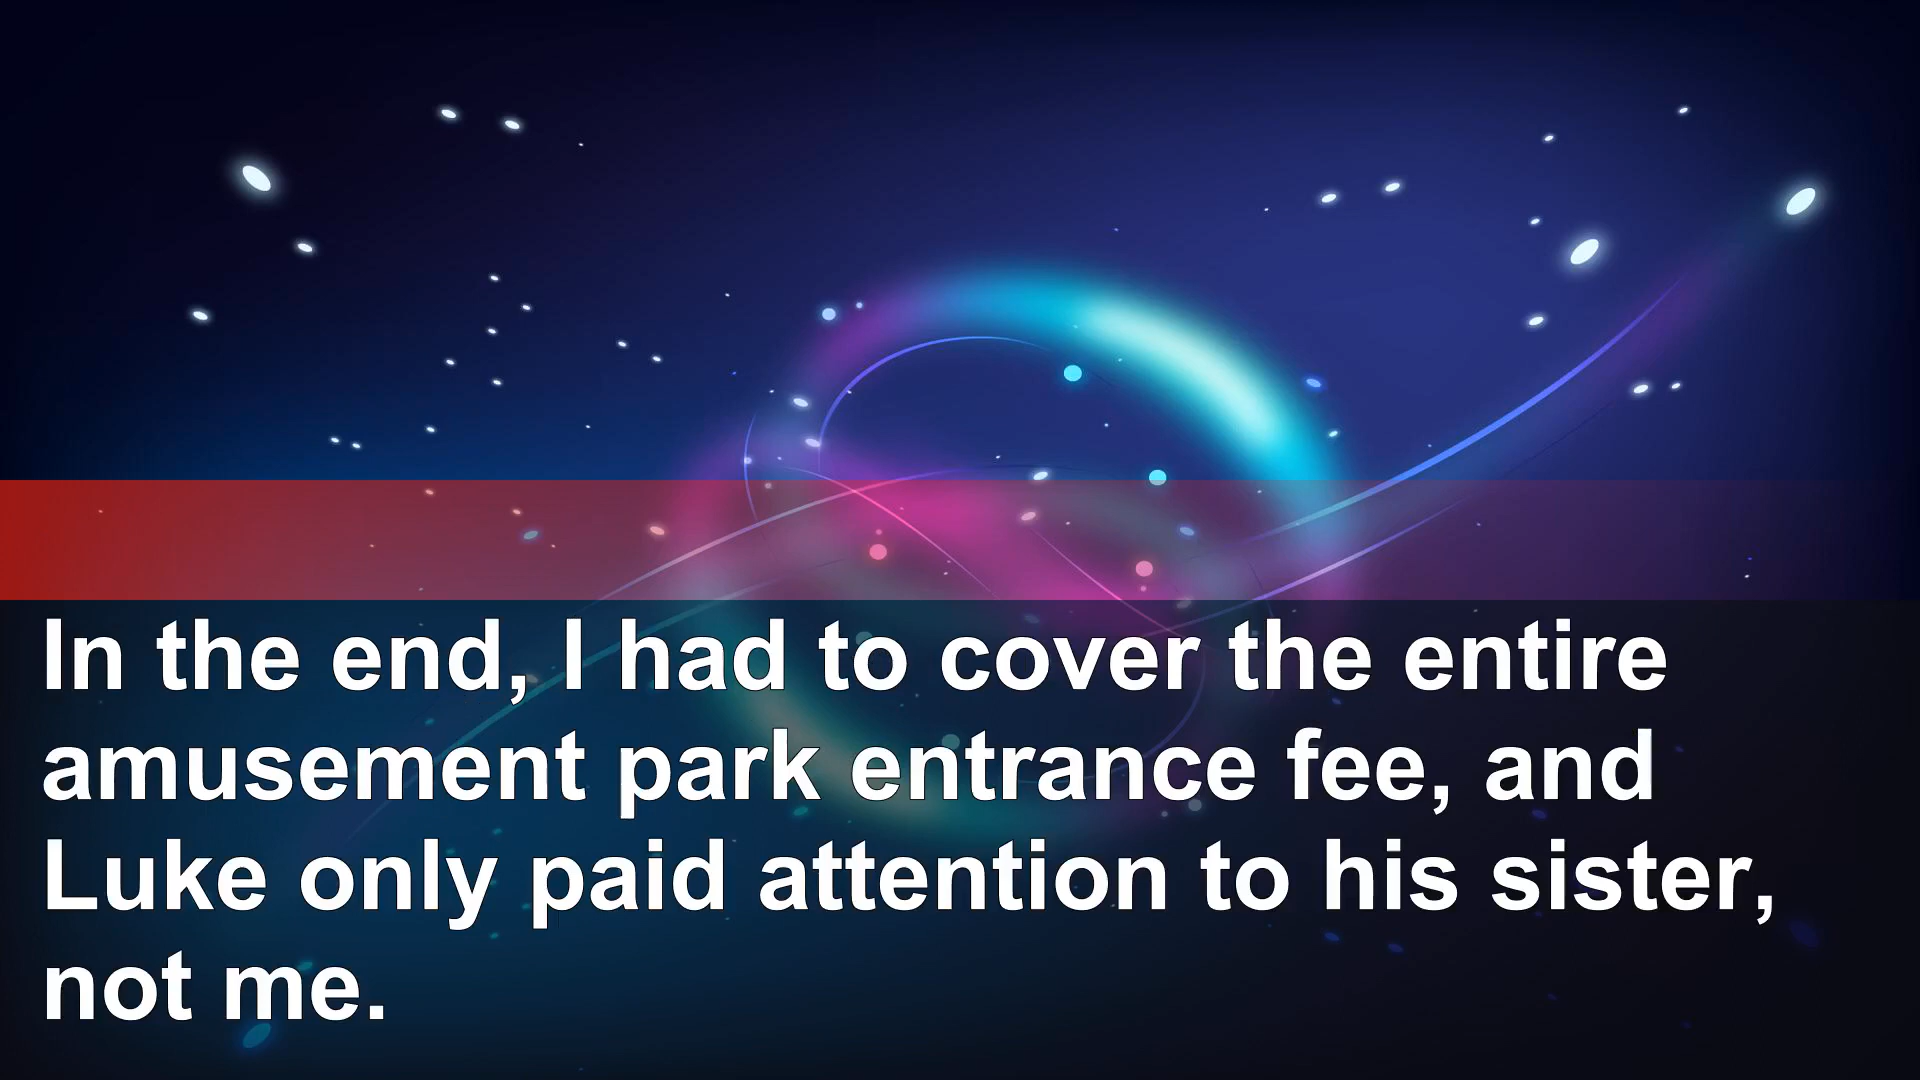 In the end, I had to cover the entire
amusement park entrance fee, and
Luke only paid attention to his sister,
not me.